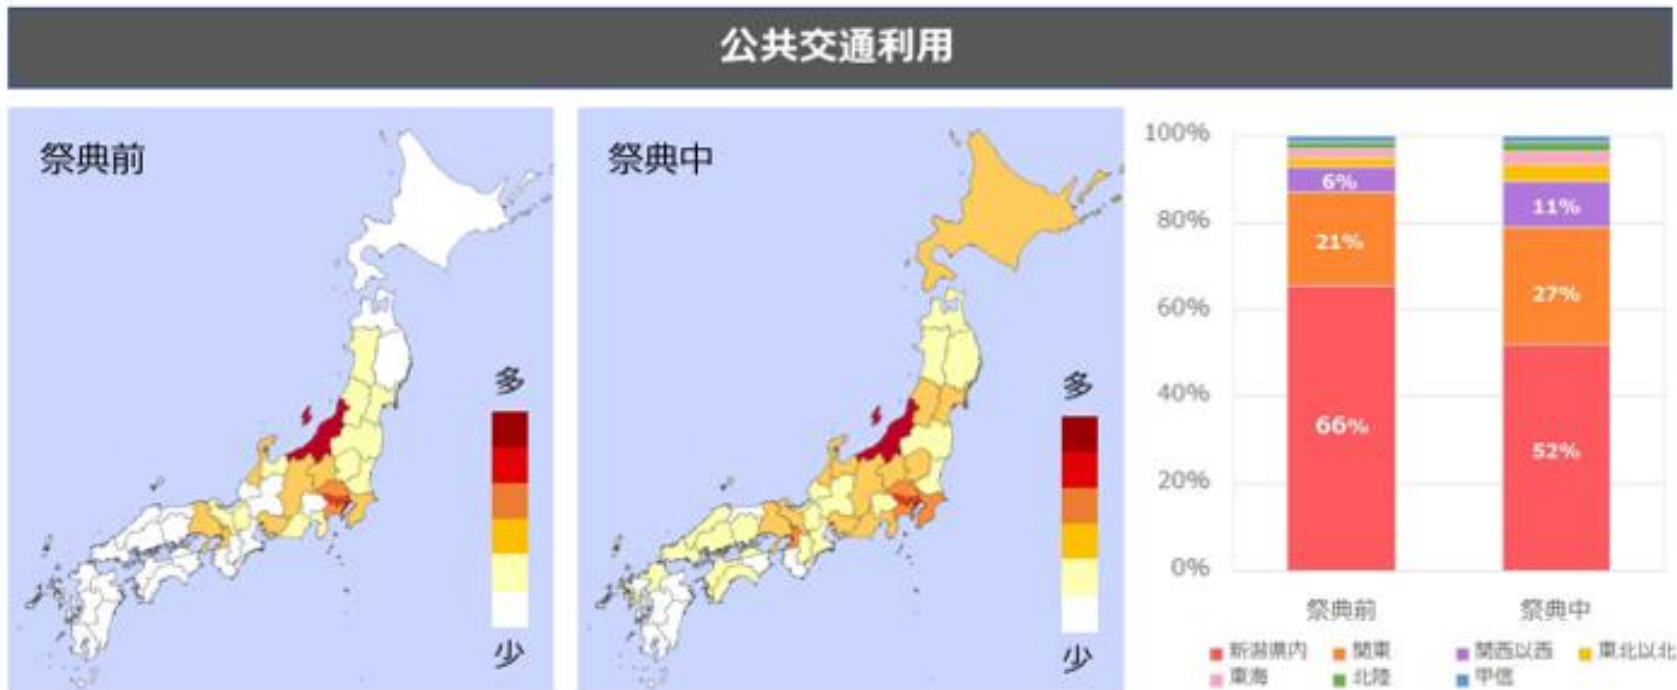 公共交通利用
祭典前
多
少
祭典中
多
少
100%
80%
60%
40%
20%
0%
6%
21%
66%
11%
27%
52%
祭典前
祭典中
新潟県内
関東
関西以西
東北以北
東海
北陸
甲信